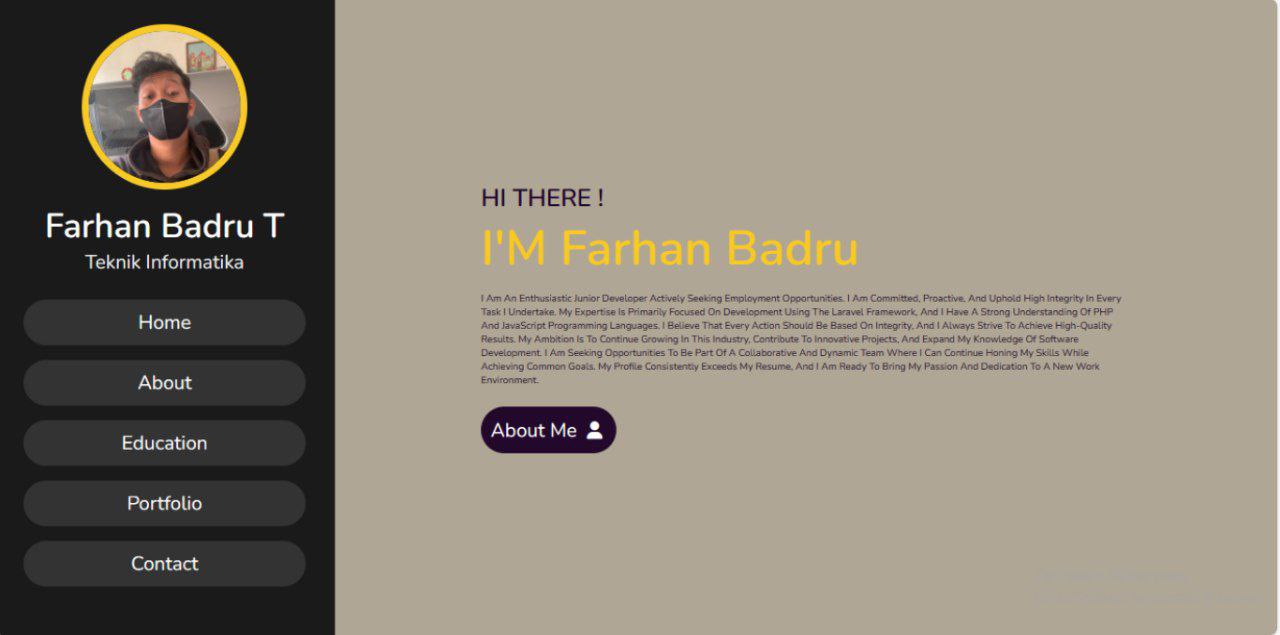 Farhan Badru T
Teknik Informatika
Home
About
Education
Portfolio
Contact
HI THERE !
I'M Farhan Badru
I Am An Enthusiastic Junior Developer Actively Seeking Employment Opportunities. I Am Committed, Proactive, And Uphold High Integrity In Every
Task I Undertake. My Expertise Is Primarily Focused On Development Using The Laravel Framework, And I Have A Strong Understanding Of PHP
And JavaScript Programming Languages. I Believe That Every Action Should Be Based On Integrity, And I Always Strive To Achieve High-Quality
Results. My Ambition Is To Continue Growing In This Industry, Contribute To Innovative Projects, And Expand My Knowledge Of Software
Development. I Am Seeking Opportunities To Be Part Of A Collaborative And Dynamic Team Where I Can Continue Honing My Skills While
Achieving Common Goals. My Profile Consistently Exceeds My Resume, And I Am Ready To Bring My Passion And Dedication To A New Work
Environment.
About Me